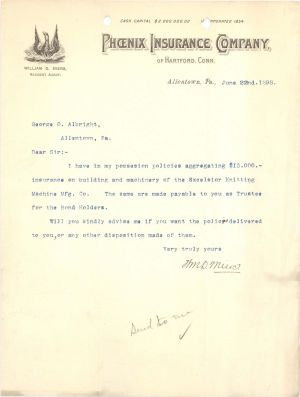 CASH CAPITAL $2,000,000.00 INCORPORATED 1854
PHŒNIX INSURANCE COMPANY,
OF HARTFORD, CONN.
RESIDENT AGENT.
Allentown, Pa., June 22nd. 1898.
George O. Albright,
Allentown, Pa.
Dear Sir:-
I have in my possession policies aggregating $15,000.-
insurance on building and machinery of the Excelsior Knitting
Machine Mfg. Co. The same are made payable to you as Trustee
for the Bond Holders.
Will you kindly advise me if you want the policy delivered
to you, or any other disposition made of them.
Very truly yours
Send to me